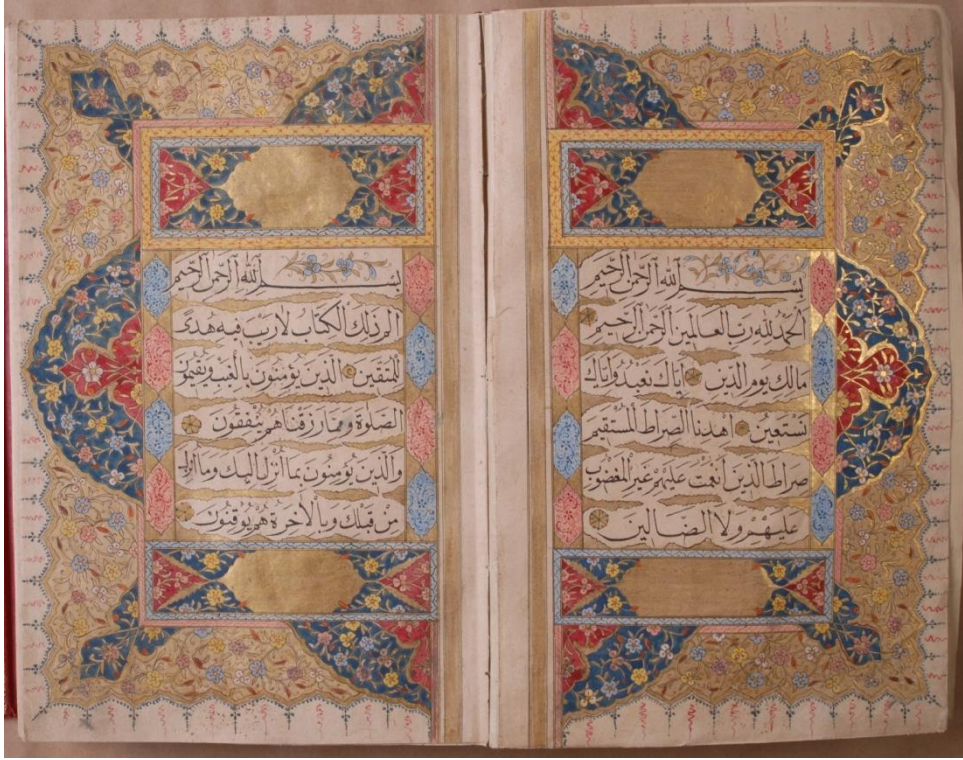 بسم الله الرحمن الرحيم
الحمد لله رب العالمين الرحمن الرحيم
مالك يوم الدين اياك نعبد واياك
نستعين اهدنا الصراط المستقيم
صراط الذين انعمت عليهم غير المغضوب
عليهم ولا الضالين
بسم الله الرحمن الرحيم
الم ذلك الكتاب لا ريب فيه هدى
للمتقين الذين يؤمنون بالغيب ويقيمون
الصلوة ومما رزقناهم ينفقون
والذين يؤمنون بما انزل اليك وما انزل
من قبلك وبالاخرة هم يوقنون